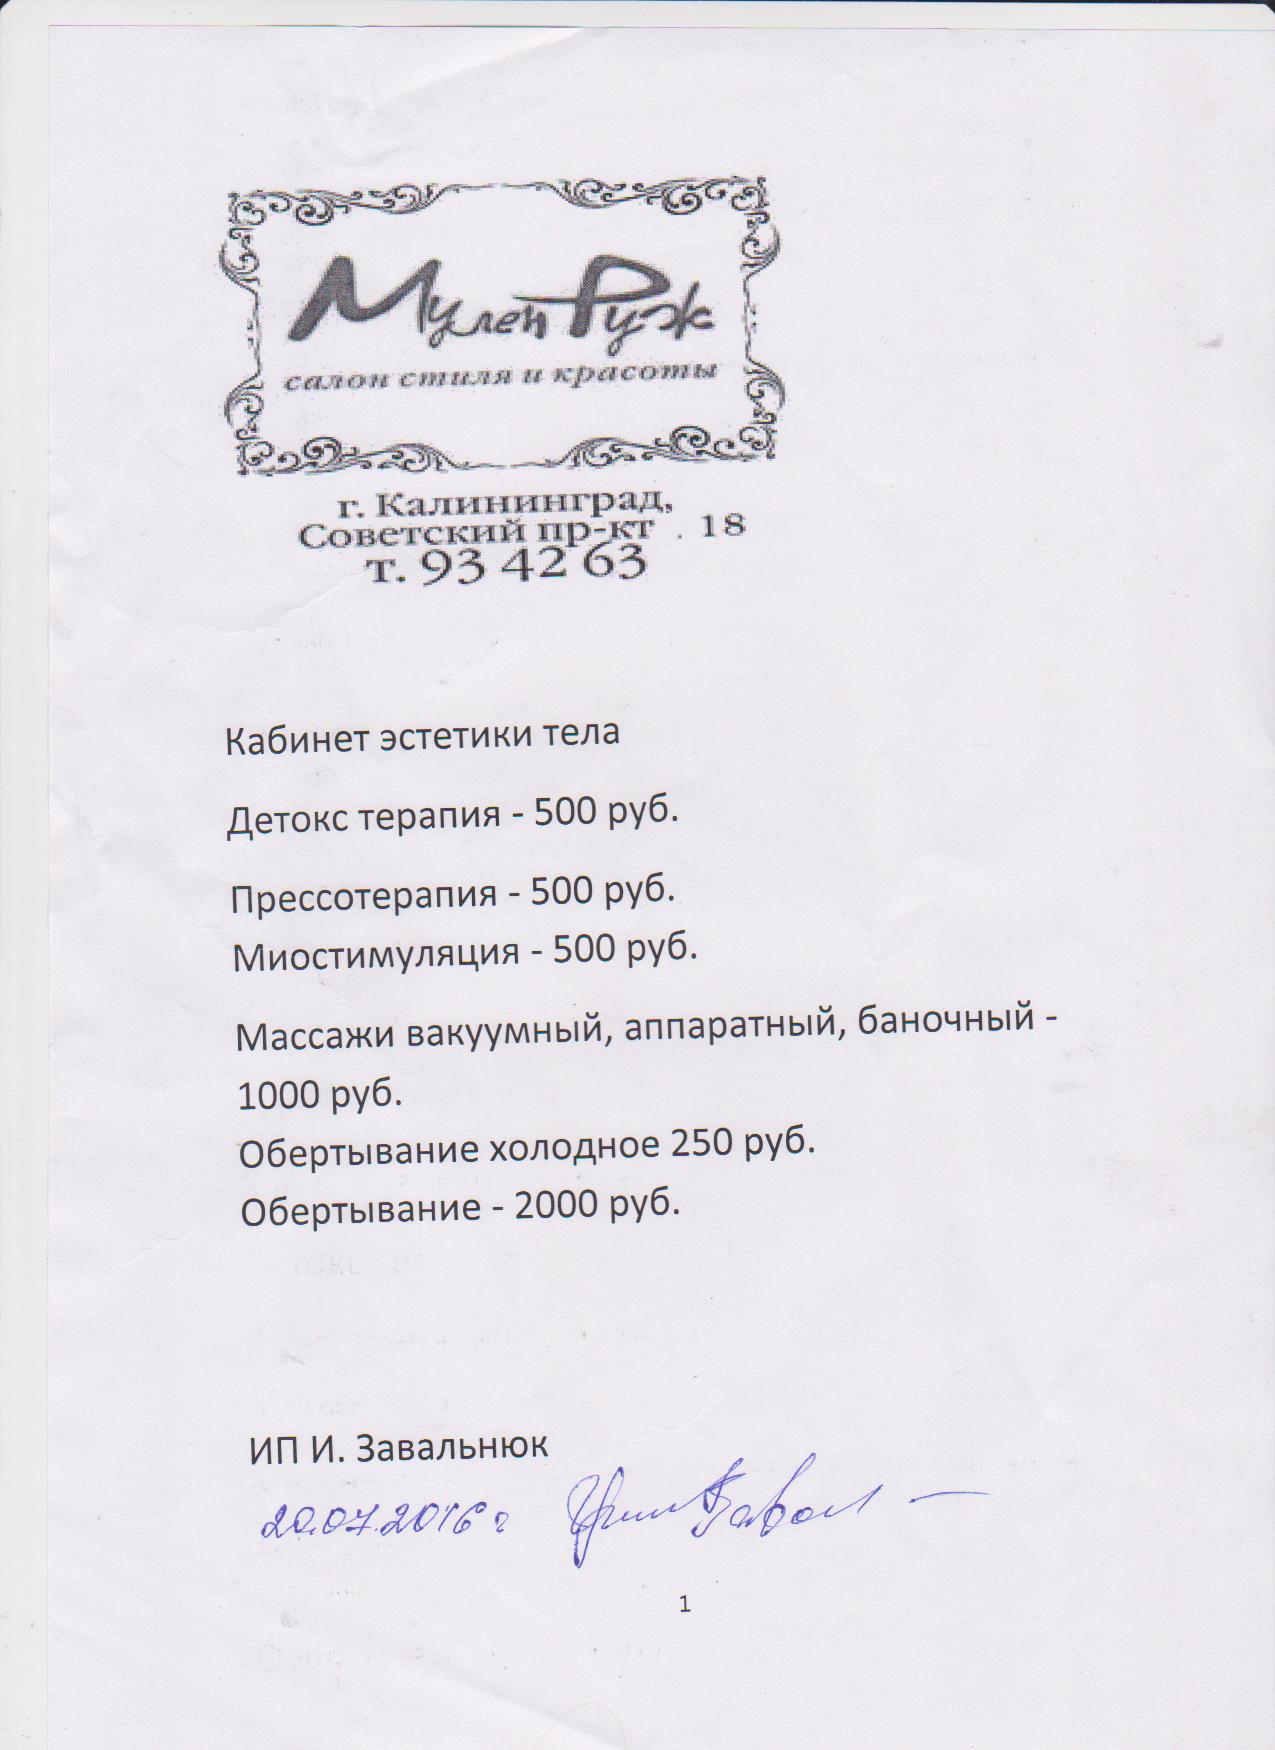 Мулен Руж
салон стиля и красоты
г. Калининград,
Советский пр-кт . 18
т. 93 42 63
Кабинет эстетики тела
Детокс терапия - 500 руб.
Прессотерапия - 500 руб.
Миостимуляция - 500 руб.
Массажи вакуумный, аппаратный, баночный -
1000 руб.
Обертывание холодное 250 руб.
Обертывание - 2000 руб.
ИП И. Завальнюк
20.07.2016 г
1